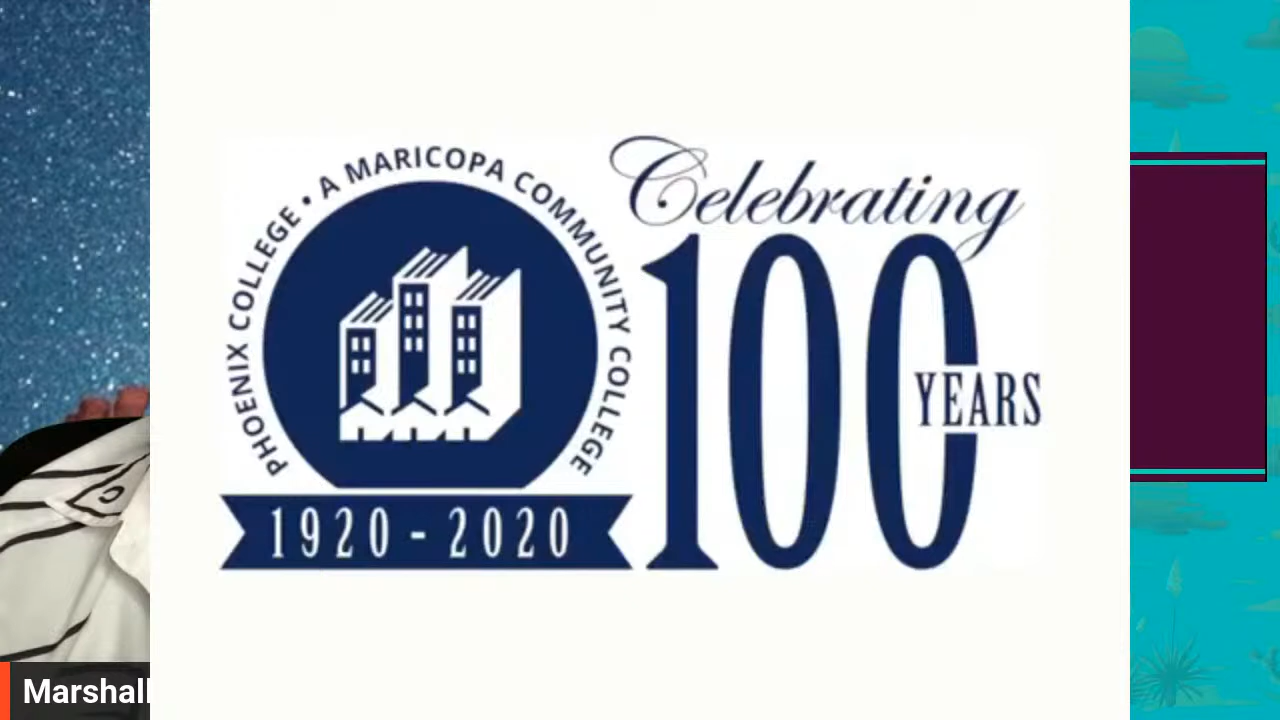 PHOENIX COLLEGE • A MARICOPA COMMUNITY COLLEGE
1920 - 2020
Celebrating
100
YEARS
Marshall